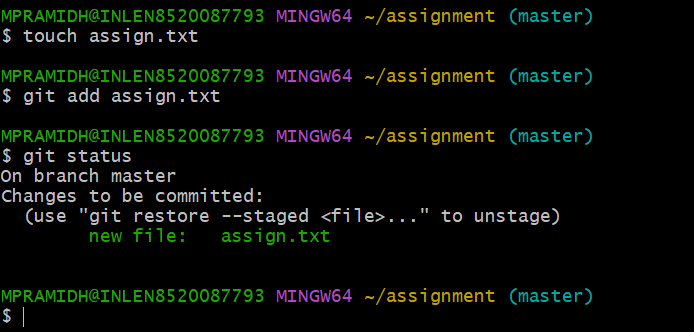 MPRAMIDH@INLEN8520087793 MINGW64 ~/assignment (master)
$ touch assign.txt
MPRAMIDH@INLEN8520087793 MINGW64 ~/assignment (master)
$ git add assign.txt
MPRAMIDH@INLEN8520087793 MINGW64 ~/assignment (master)
$ git status
On branch master
Changes to be committed:
  (use "git restore --staged <file>..." to unstage)
        new file:   assign.txt
MPRAMIDH@INLEN8520087793 MINGW64 ~/assignment (master)
$